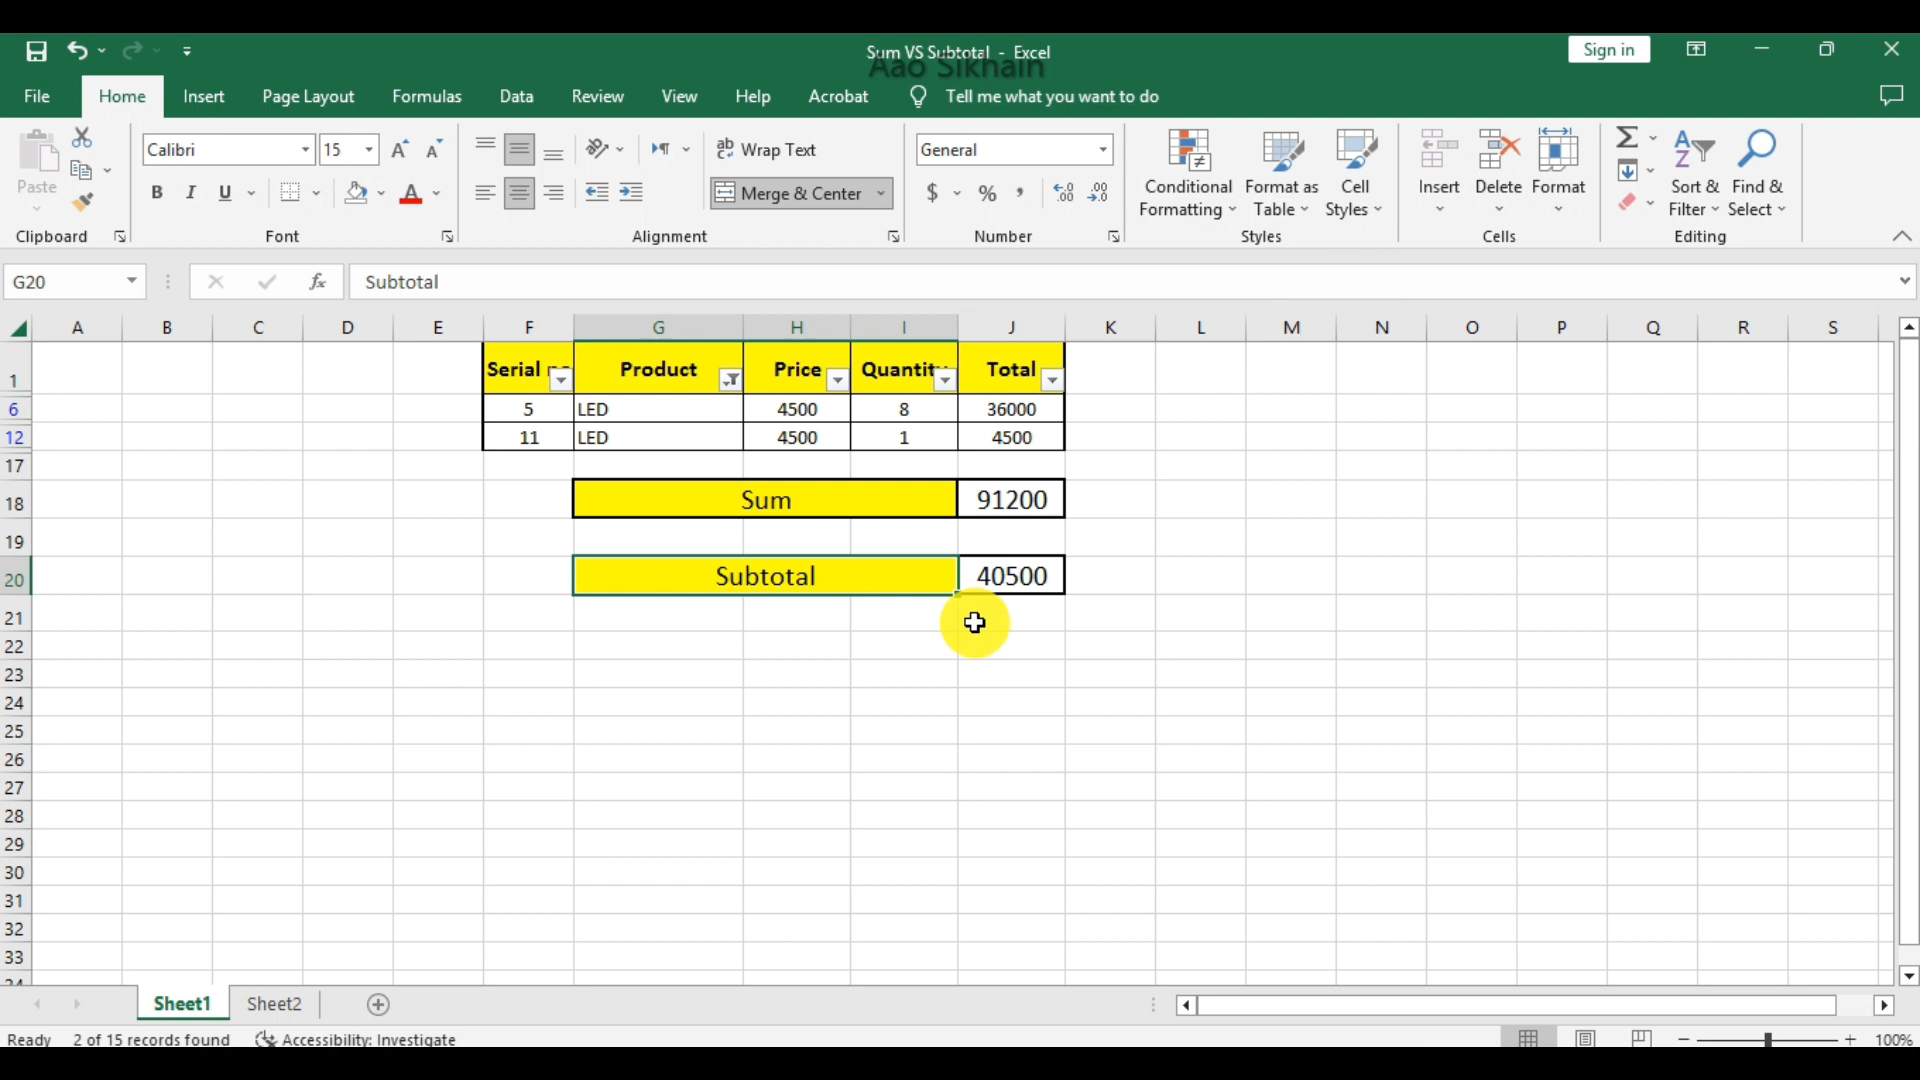 Sum VS Subtotal - Excel
Aao Sikhain
Sign in
File Home Insert Page Layout Formulas Data Review View Help Acrobat Tell me what you want to do
Calibri 15 Wrap Text General
Paste Merge & Center $ % Conditional Formatting Format as Table Cell Styles Insert Delete Format Sort & Filter Find & Select
Clipboard Font Alignment Number Styles Cells Editing
G20 fx Subtotal
A B C D E F G H I J K L M N O P Q R S
1 Serial Product Price Total
6 5 LED 4500 8 36000
12 11 LED 4500 1 4500
17
18 Sum 91200
19
20 Subtotal 40500
21
22
23
24
25
26
27
28
29
30
31
32
33
Sheet1 Sheet2
Ready 2 of 15 records found Accessibility: Investigate 100%